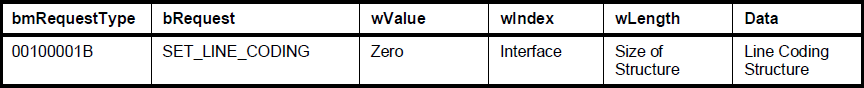 bmRequestType bRequest wValue wIndex wLength Data
00100001B SET_LINE_CODING Zero Interface Size of Structure Line Coding Structure